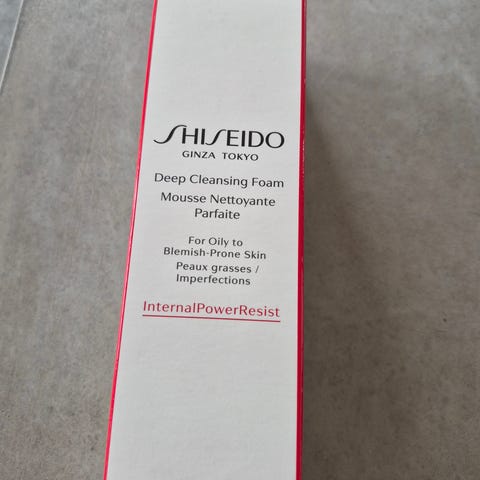 SHISEIDO
GINZA TOKYO
Deep Cleansing Foam
Mousse Nettoyante
Parfaite
For Oily to
Blemish-Prone Skin
Peaux grasses /
Imperfections
InternalPowerResist